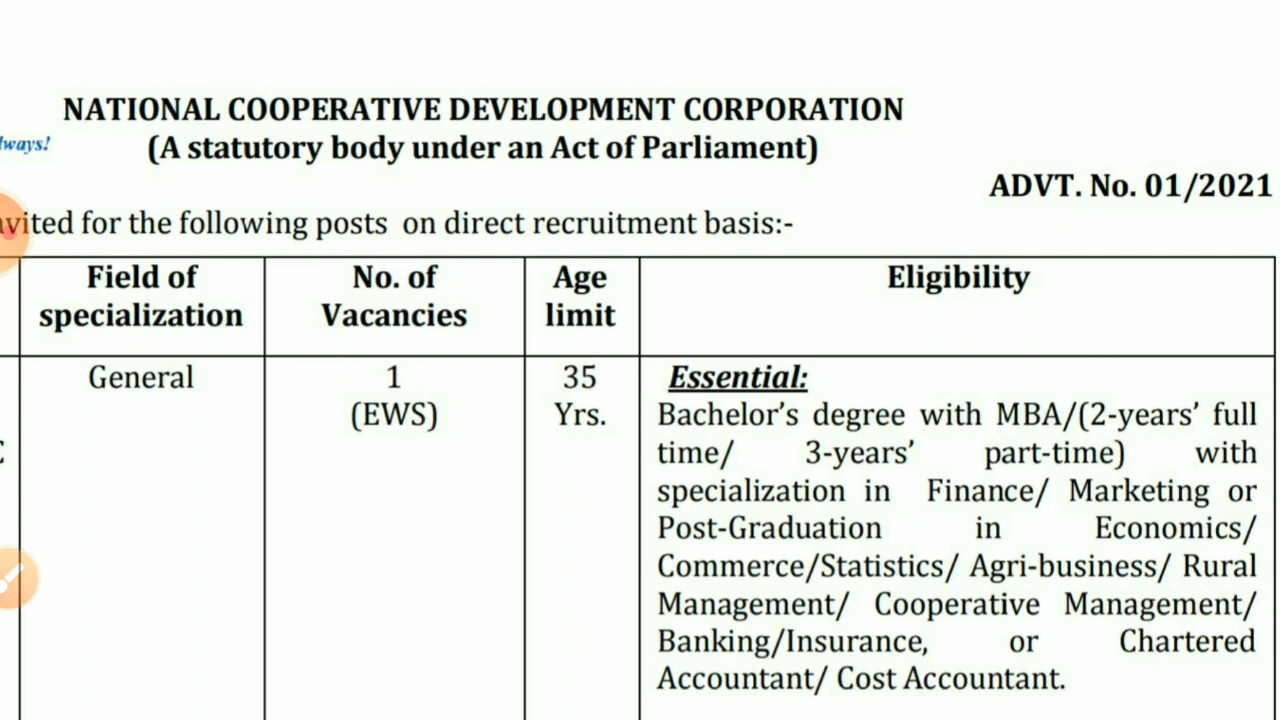 NATIONAL COOPERATIVE DEVELOPMENT CORPORATION
(A statutory body under an Act of Parliament)
ADVT. No. 01/2021
for the following posts on direct recruitment basis:-
Field of
specialization
No. of
Vacancies
Age
limit
Eligibility
General
1
(EWS)
35
Yrs.
Essential:
Bachelor’s degree with MBA/(2-years’ full
time/ 3-years’ part-time) with
specialization in Finance/ Marketing or
Post-Graduation in Economics/
Commerce/Statistics/ Agri-business/ Rural
Management/ Cooperative Management/
Banking/Insurance, or Chartered
Accountant/ Cost Accountant.